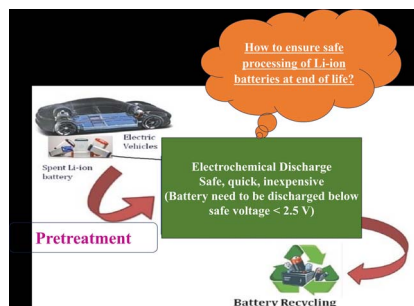 How to ensure safe
processing of Li-ion
batteries at end of life?
Electric
Vehicles
Spent Li-ion
battery
Electrochemical Discharge
Safe, quick, inexpensive
(Battery need to be discharged below
safe voltage < 2.5 V)
Pretreatment
Battery Recycling